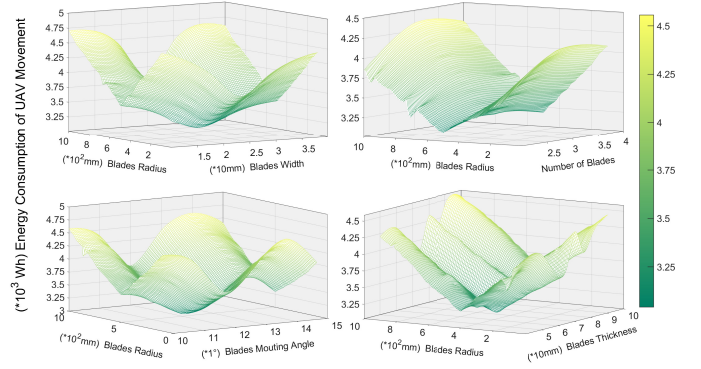 (*10³ Wh) Energy Consumption of UAV Movement
5
4.75
4.5
4.25
4
3.75
3.5
3.25
10 8 6 4 2
1.5 2 2.5 3 3.5
(*10²mm) Blades Radius
(*10mm) Blades Width
4.5
4.25
4
3.75
3.5
3.25
10 8 6 4 2
2.5 3 3.5 4
(*10²mm) Blades Radius
Number of Blades
5
4.75
4.5
4.25
4
3.75
3.5
3.25
3
10 5 0
10 11 12 13 14 15
(*10²mm) Blades Radius
(*1°) Blades Mouting Angle
4.5
4.25
4
3.75
3.5
3.25
10 8 6 4 2
5 6 7 8 9 10
(*10²mm) Blades Radius
(*10mm) Blades Thickness
4.25
4
3.75
3.5
3.25